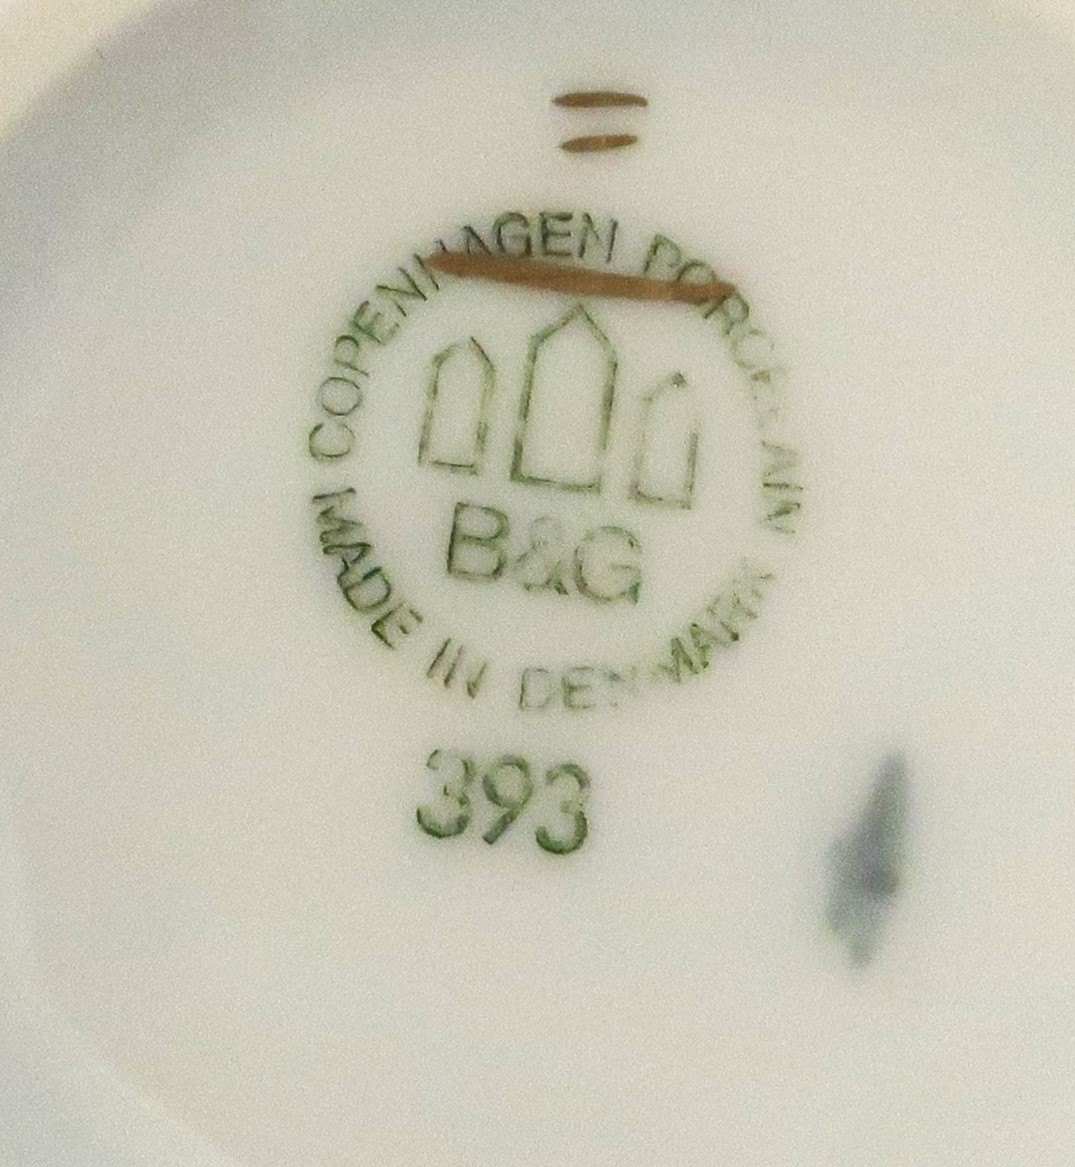 COPENHAGEN PORCELAIN
B&G
MADE IN DENMARK
393